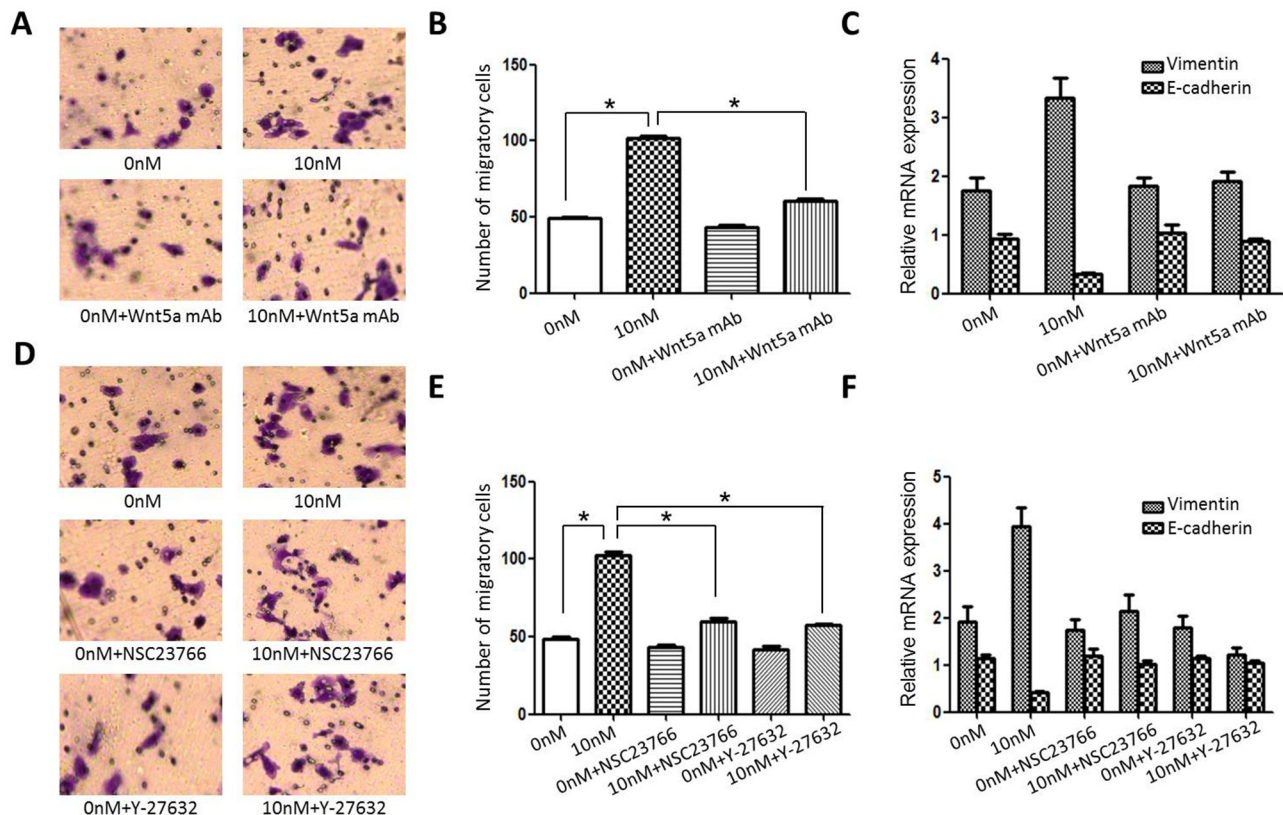 A
0nM
10nM
0nM+Wnt5a mAb
10nM+Wnt5a mAb
B
Number of migratory cells
150
100
50
0
*
*
0nM
10nM
0nM+Wnt5a mAb
10nM+Wnt5a mAb
C
Relative mRNA expression
4
3
2
1
0
Vimentin
E-cadherin
0nM
10nM
0nM+Wnt5a mAb
10nM+Wnt5a mAb
D
0nM
10nM
0nM+NSC23766
10nM+NSC23766
0nM+Y-27632
10nM+Y-27632
E
Number of migratory cells
150
100
50
0
*
*
*
0nM
10nM
0nM+NSC23766
10nM+NSC23766
0nM+Y-27632
10nM+Y-27632
F
Relative mRNA expression
5
4
3
2
1
0
Vimentin
E-cadherin
0nM
10nM
0nM+NSC23766
10nM+NSC23766
0nM+Y-27632
10nM+Y-27632